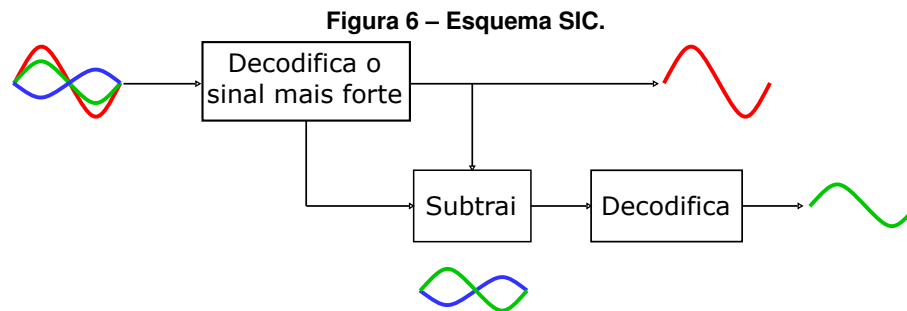 Figura 6 – Esquema SIC.
Decodifica o
sinal mais forte
Subtrai
Decodifica